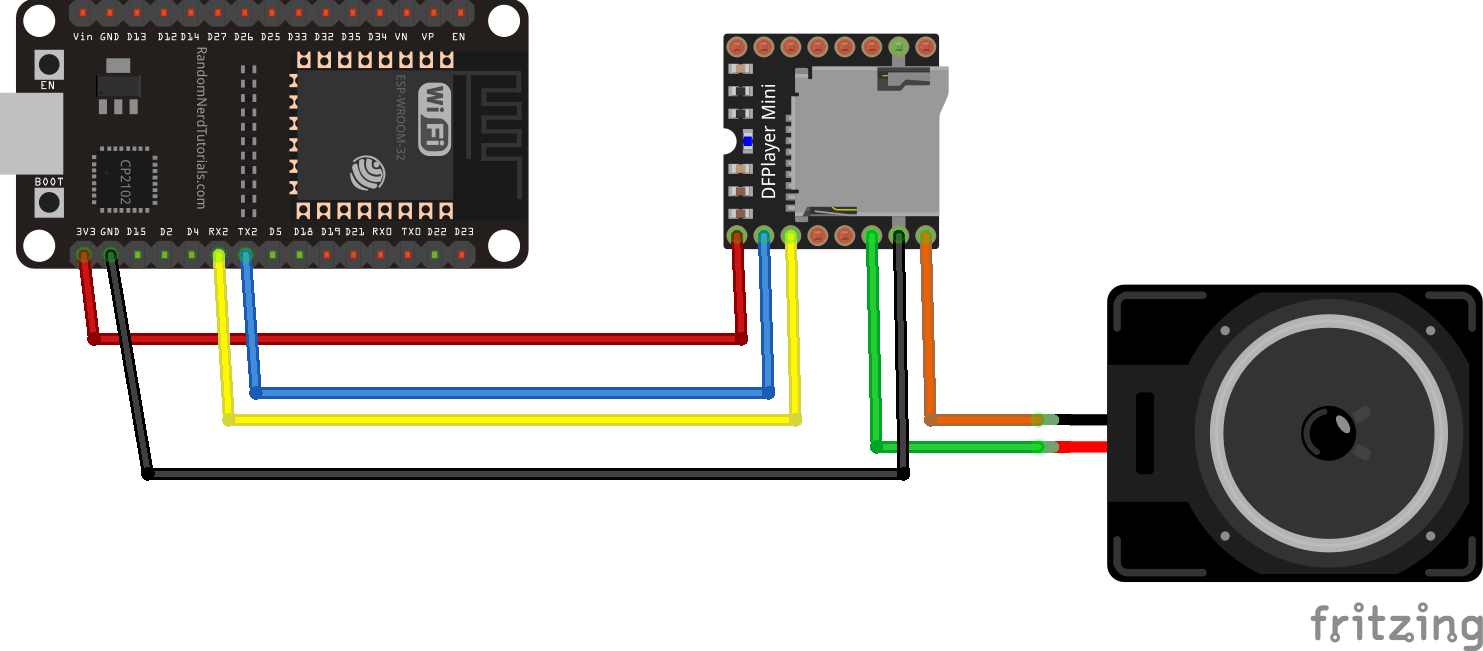 Vin GND D13 D12 D14 D27 D26 D25 D33 D32 D35 D34 VN VP EN
EN
RandomNerdTutorials.com
ESP-WROOM-32
WiFi
CP2102
BOOT
3V3 GND D15 D2 D4 RX2 TX2 D5 D18 D19 D21 RX0 TX0 D22 D23
DFPlayer Mini
fritzing